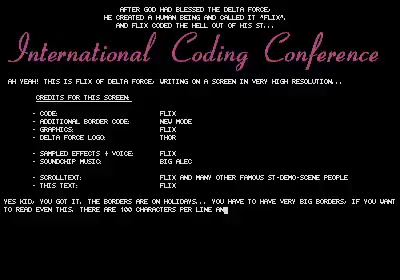 AFTER GOD HAD BLESSED THE DELTA FORCE,
HE CREATED A HUMAN BEING AND CALLED IT "FLIX",
AND FLIX CODED THE HELL OUT OF HIS ST...
International Coding Conference
AH YEAH! THIS IS FLIX OF DELTA FORCE, WRITING ON A SCREEN IN VERY HIGH RESOLUTION...
CREDITS FOR THIS SCREEN:
- CODE: FLIX
- ADDITIONAL BORDER CODE: NEW MODE
- GRAPHICS: FLIX
- DELTA FORCE LOGO: THOR
- SAMPLED EFFECTS + VOICE: FLIX
- SOUNDCHIP MUSIC: BIG ALEC
- SCROLLTEXT: FLIX AND MANY OTHER FAMOUS ST-DEMO-SCENE PEOPLE
- THIS TEXT: FLIX
YES KID, YOU GOT IT, THE BORDERS ARE ON HOLIDAYS... YOU HAVE TO HAVE VERY BIG BORDERS, IF YOU WANT
TO READ EVEN THIS. THERE ARE 100 CHARACTERS PER LINE AN